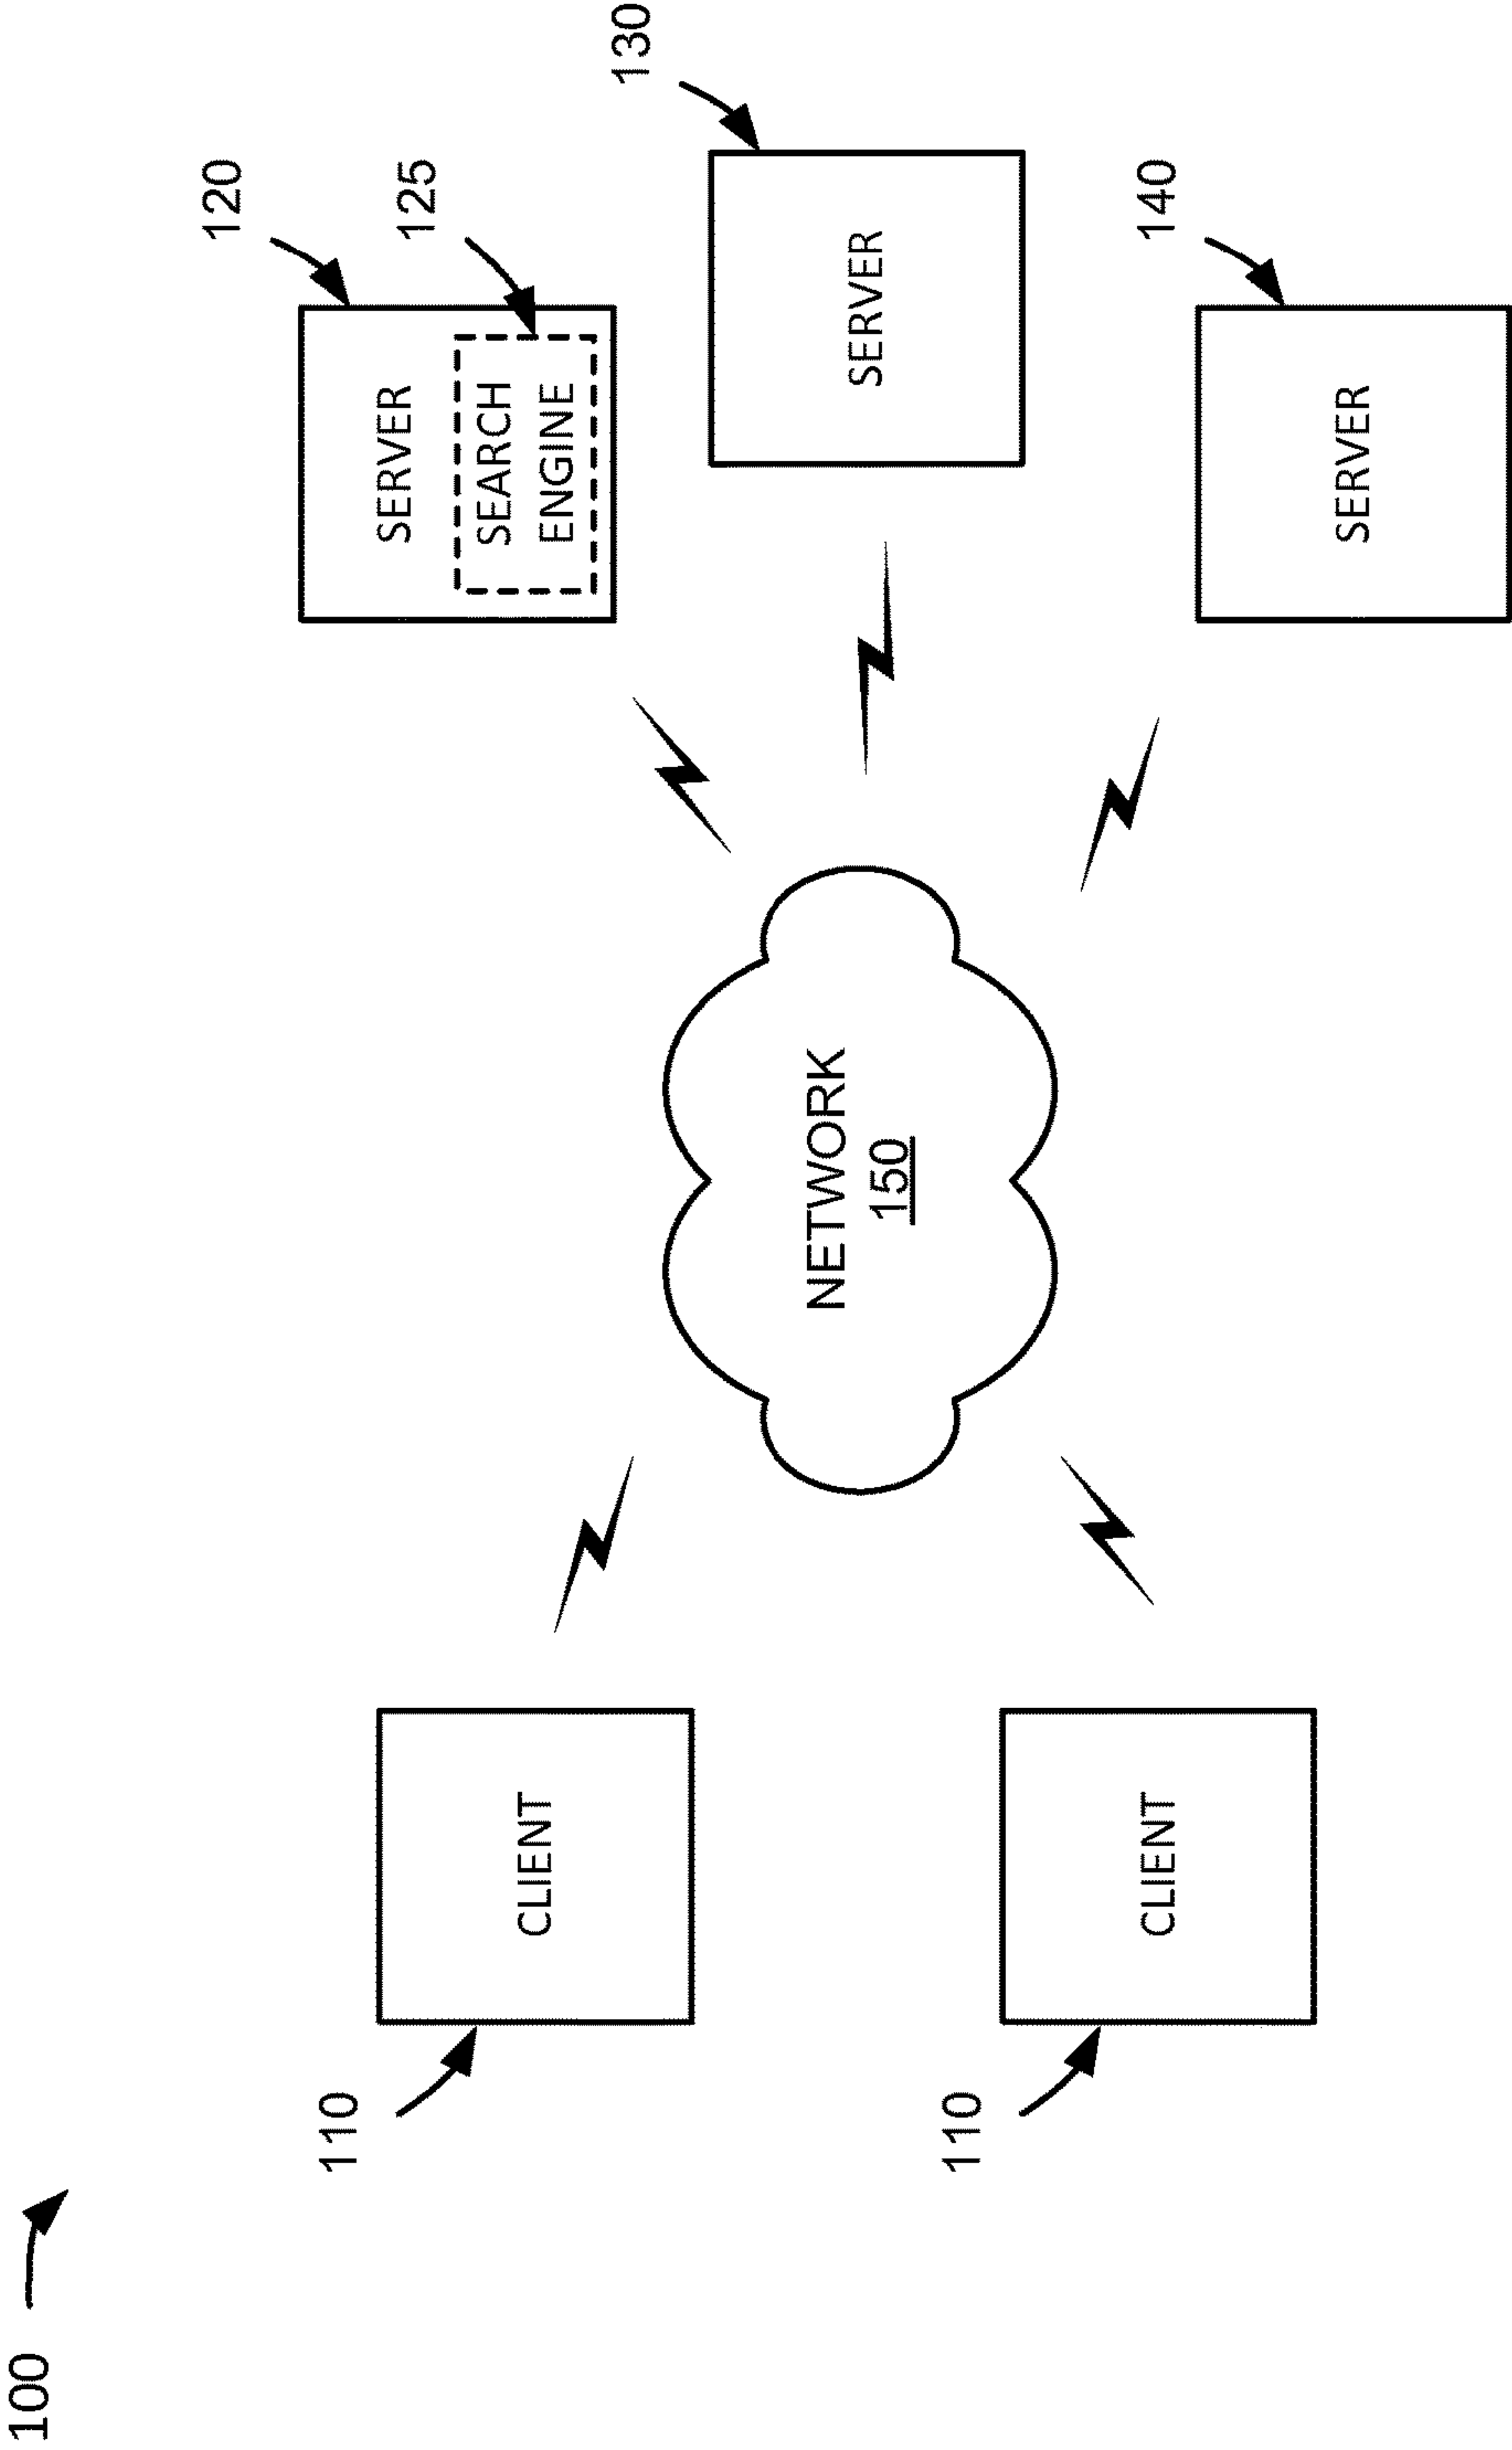 100
110
CLIENT
110
CLIENT
NETWORK
150
120
SERVER
125
SEARCH
ENGINE
130
SERVER
140
SERVER